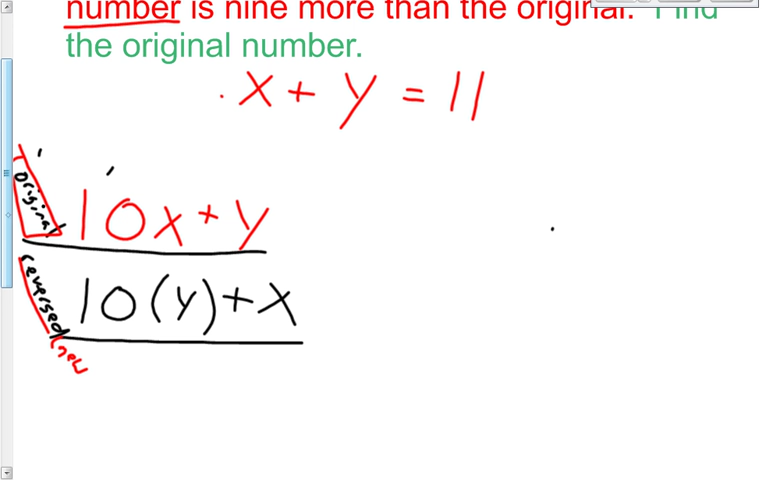 number is nine more than the original. Find
the original number.
x + y = 11
original
10x + y
reversed/new
10(y) + x